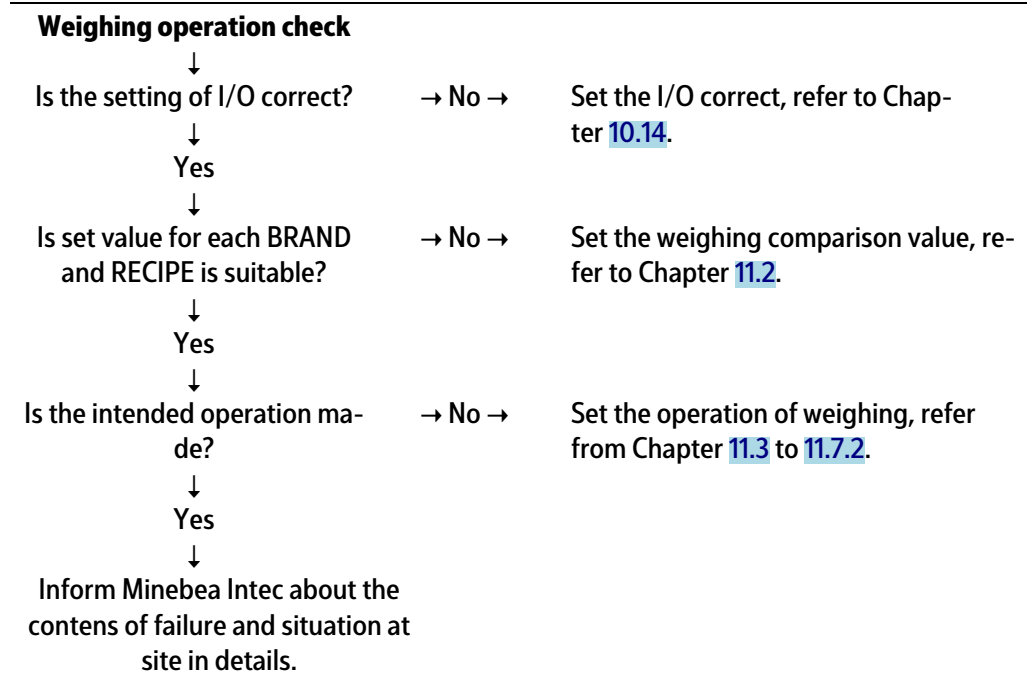 Weighing operation check
↓
Is the setting of I/O correct? → No → Set the I/O correct, refer to Chap-
ter 10.14.
↓
Yes
↓
Is set value for each BRAND → No → Set the weighing comparison value, re-
and RECIPE is suitable? fer to Chapter 11.2.
↓
Yes
↓
Is the intended operation ma- → No → Set the operation of weighing, refer
de? from Chapter 11.3 to 11.7.2.
↓
Yes
↓
Inform Minebea Intec about the
contens of failure and situation at
site in details.